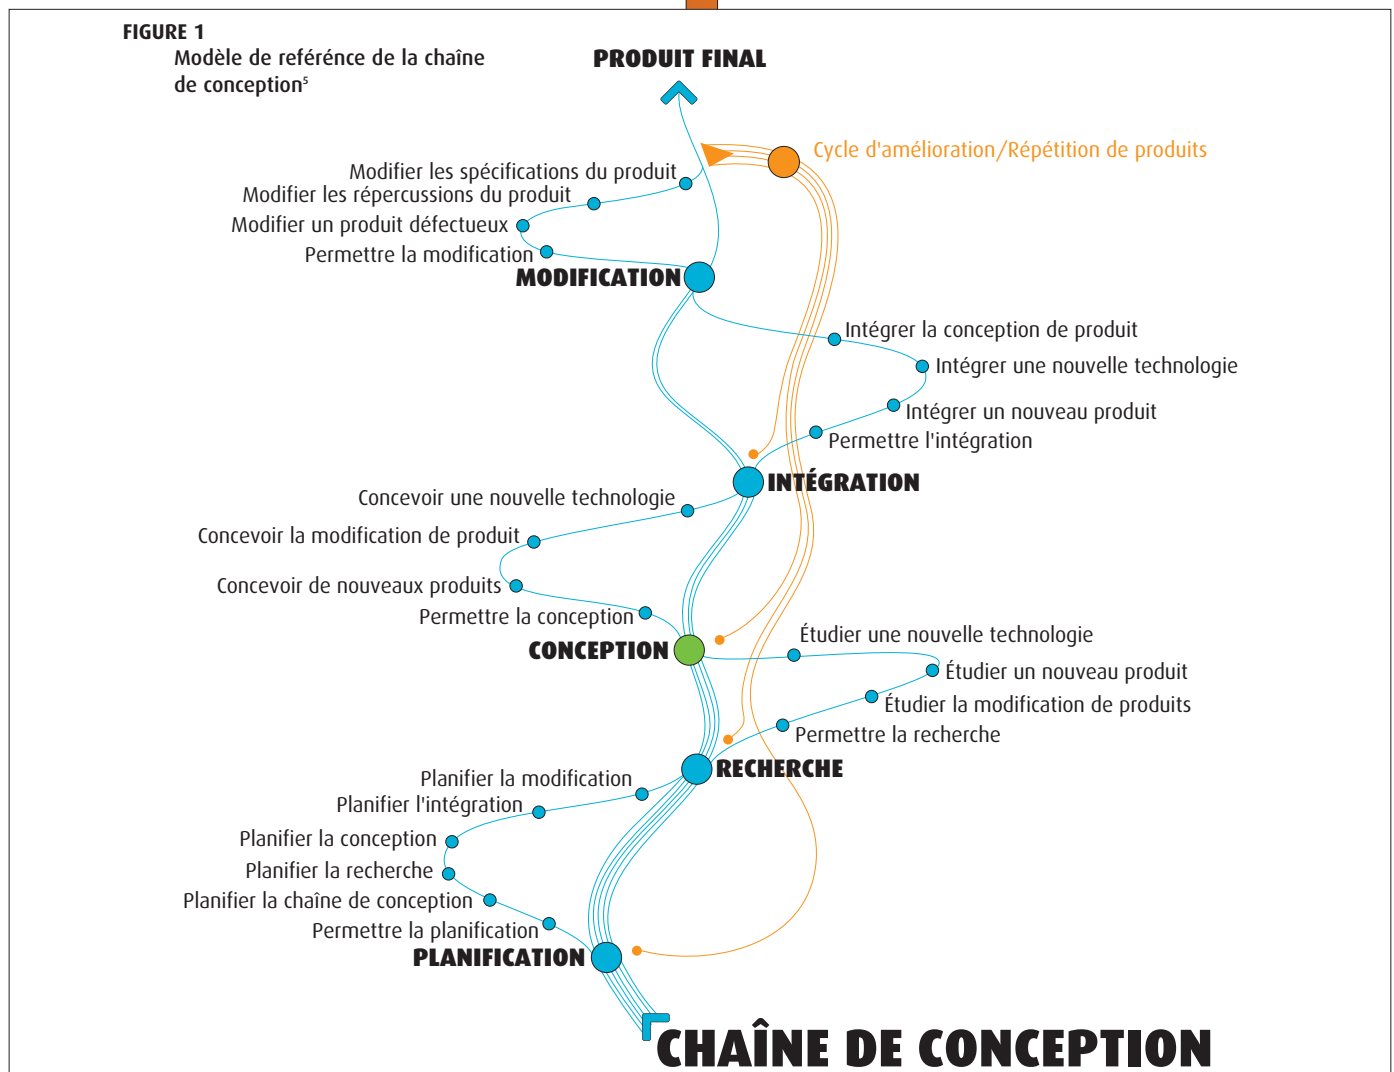 FIGURE 1
Modèle de reférénce de la chaîne
de conception⁵
PRODUIT FINAL
Cycle d'amélioration/Répétition de produits
Modifier les spécifications du produit
Modifier les répercussions du produit
Modifier un produit défectueux
Permettre la modification
MODIFICATION
Intégrer la conception de produit
Intégrer une nouvelle technologie
Intégrer un nouveau produit
Permettre l'intégration
INTÉGRATION
Concevoir une nouvelle technologie
Concevoir la modification de produit
Concevoir de nouveaux produits
Permettre la conception
CONCEPTION
Étudier une nouvelle technologie
Étudier un nouveau produit
Étudier la modification de produits
Permettre la recherche
RECHERCHE
Planifier la modification
Planifier l'intégration
Planifier la conception
Planifier la recherche
Planifier la chaîne de conception
Permettre la planification
PLANIFICATION
CHAÎNE DE CONCEPTION